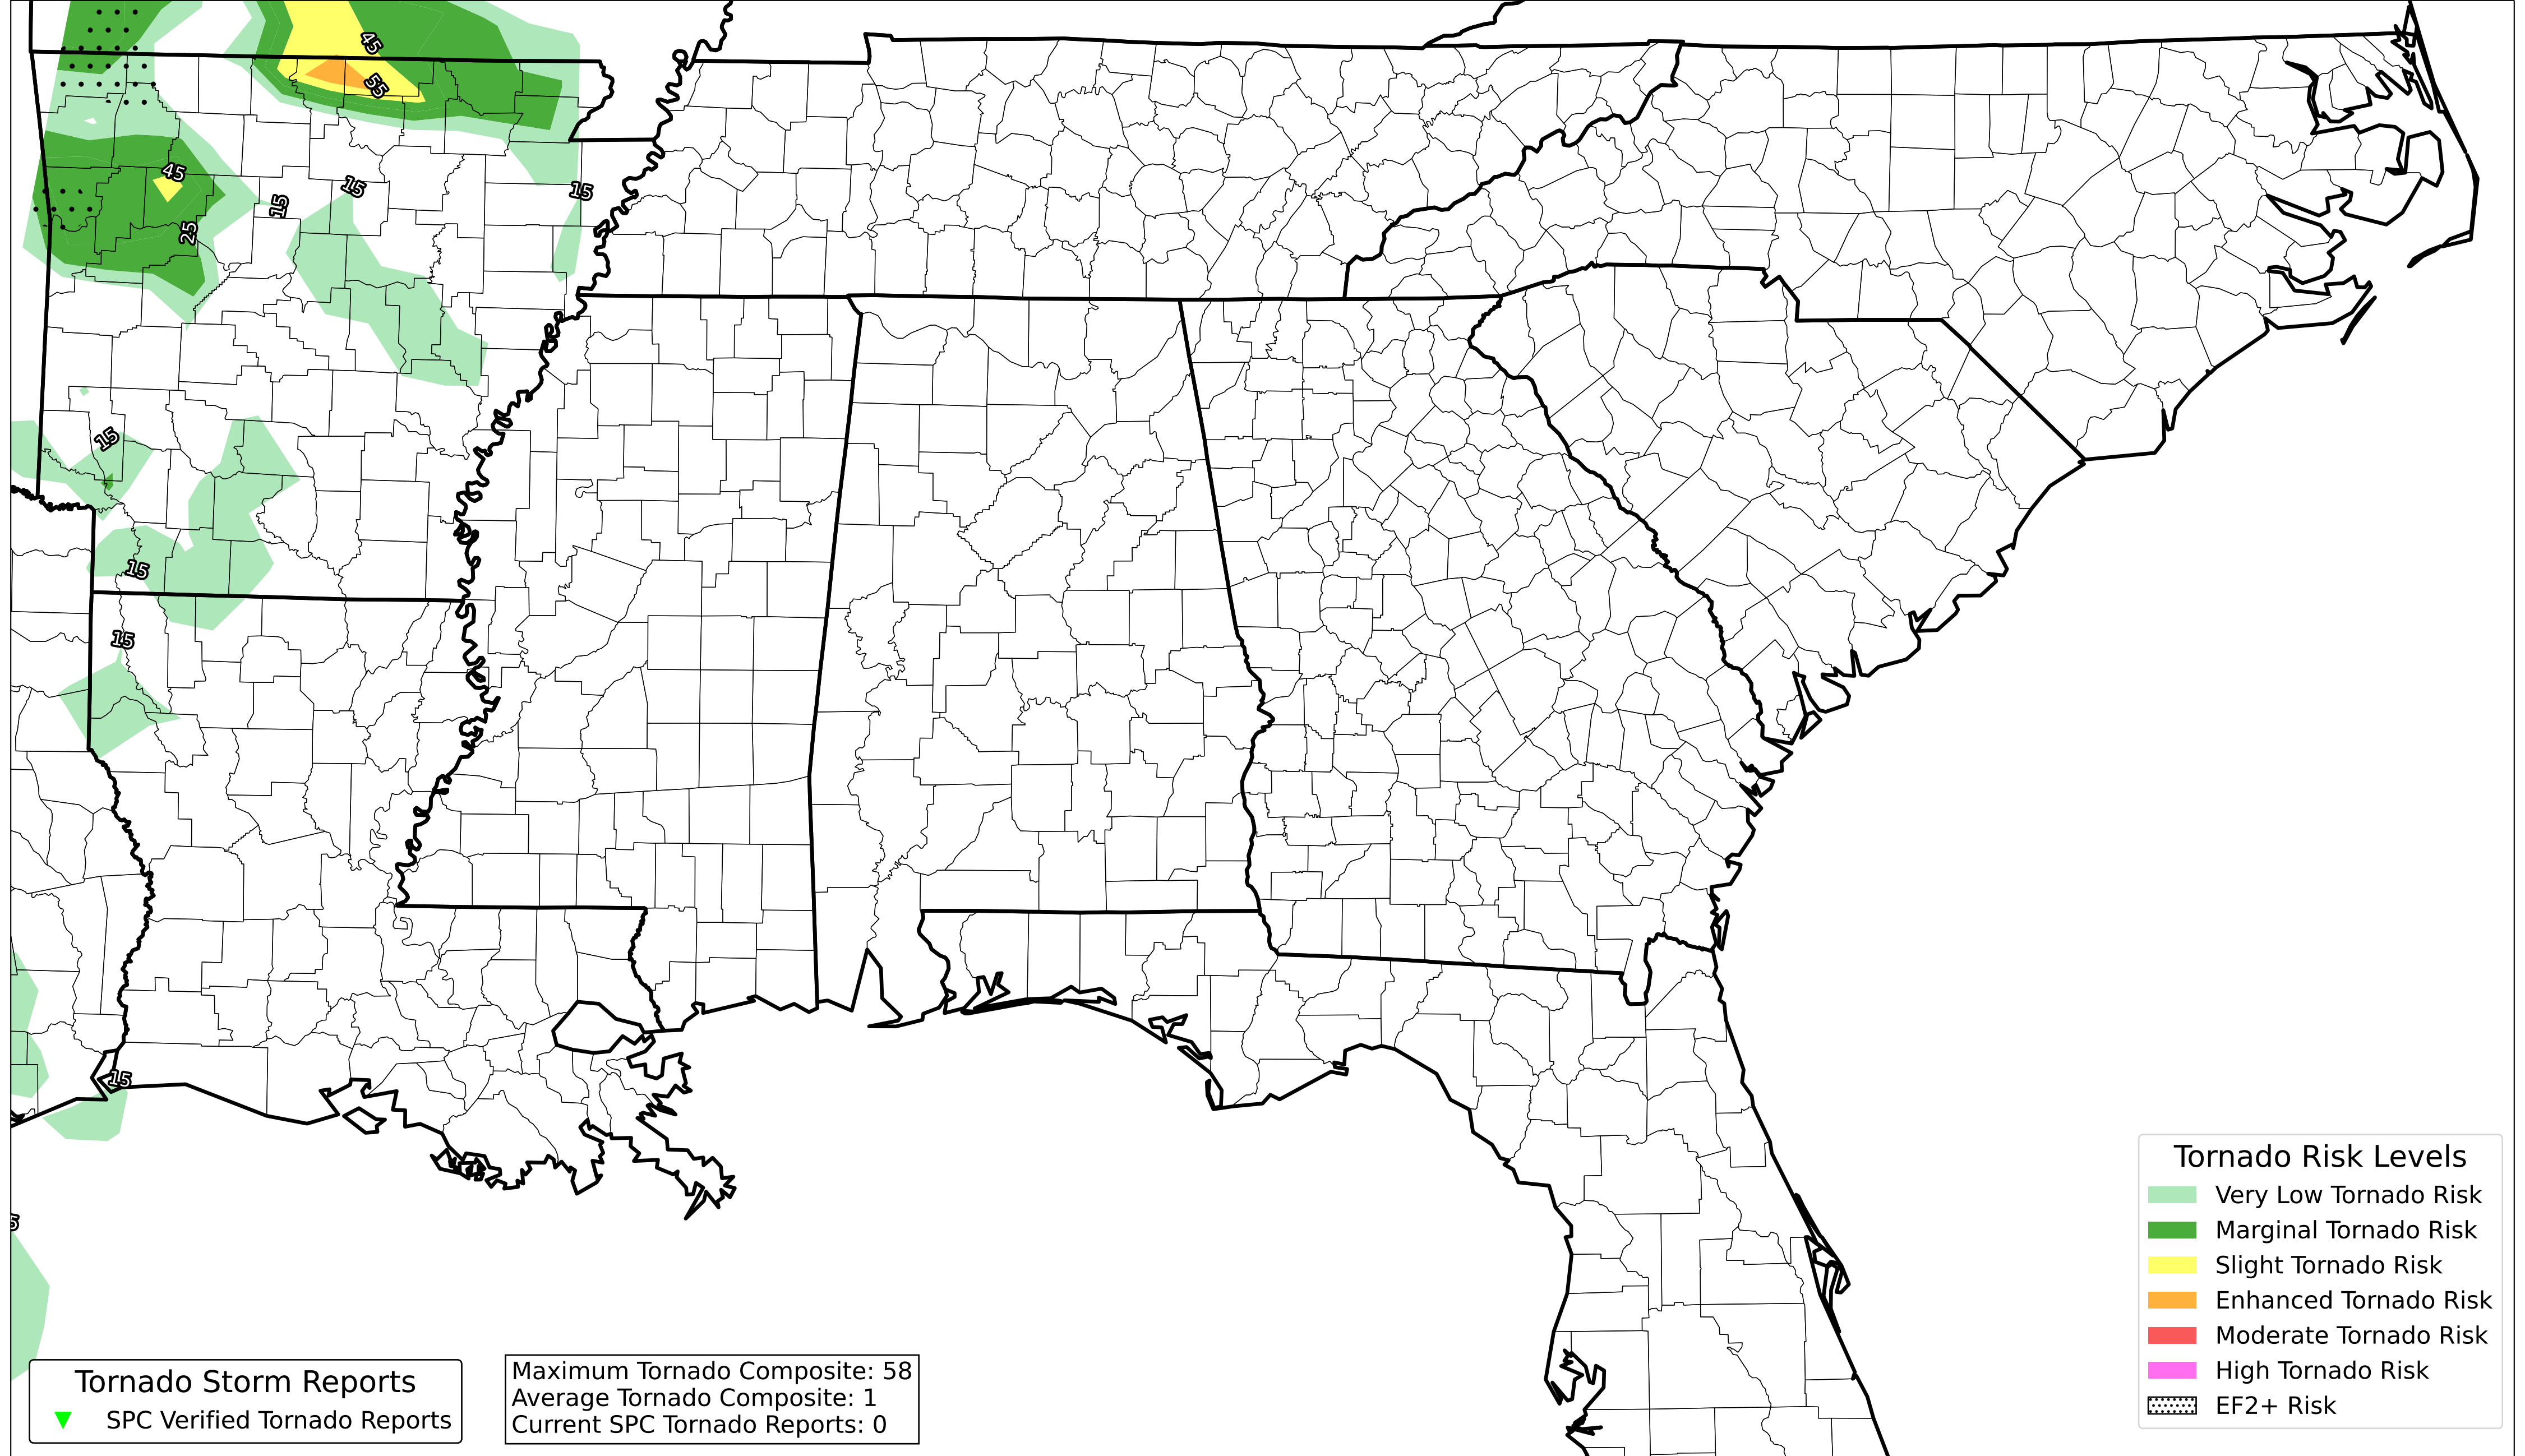 45
55
45
15
15
15
25
15
15
15
15
5
Tornado Risk Levels
Very Low Tornado Risk
Marginal Tornado Risk
Slight Tornado Risk
Enhanced Tornado Risk
Moderate Tornado Risk
High Tornado Risk
EF2+ Risk
Tornado Storm Reports
SPC Verified Tornado Reports
Maximum Tornado Composite: 58
Average Tornado Composite: 1
Current SPC Tornado Reports: 0